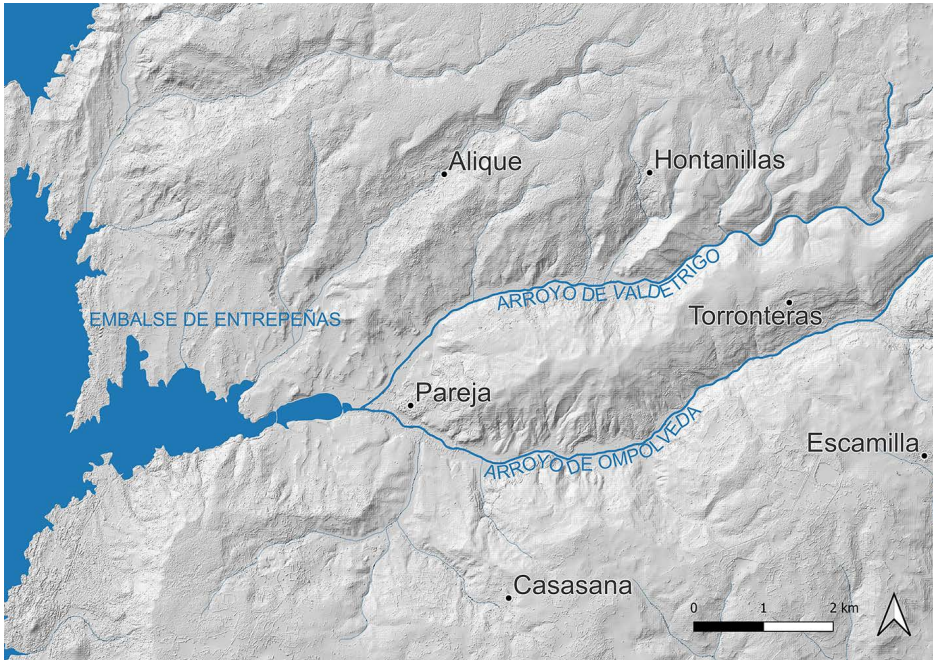 Alique
Hontanillas
ARROYO DE VALDETRIGO
EMBALSE DE ENTREPEÑAS
Torronteras
Pareja
ARROYO DE OMPOLVEDA
Escamilla
Casasana
0 1 2 km